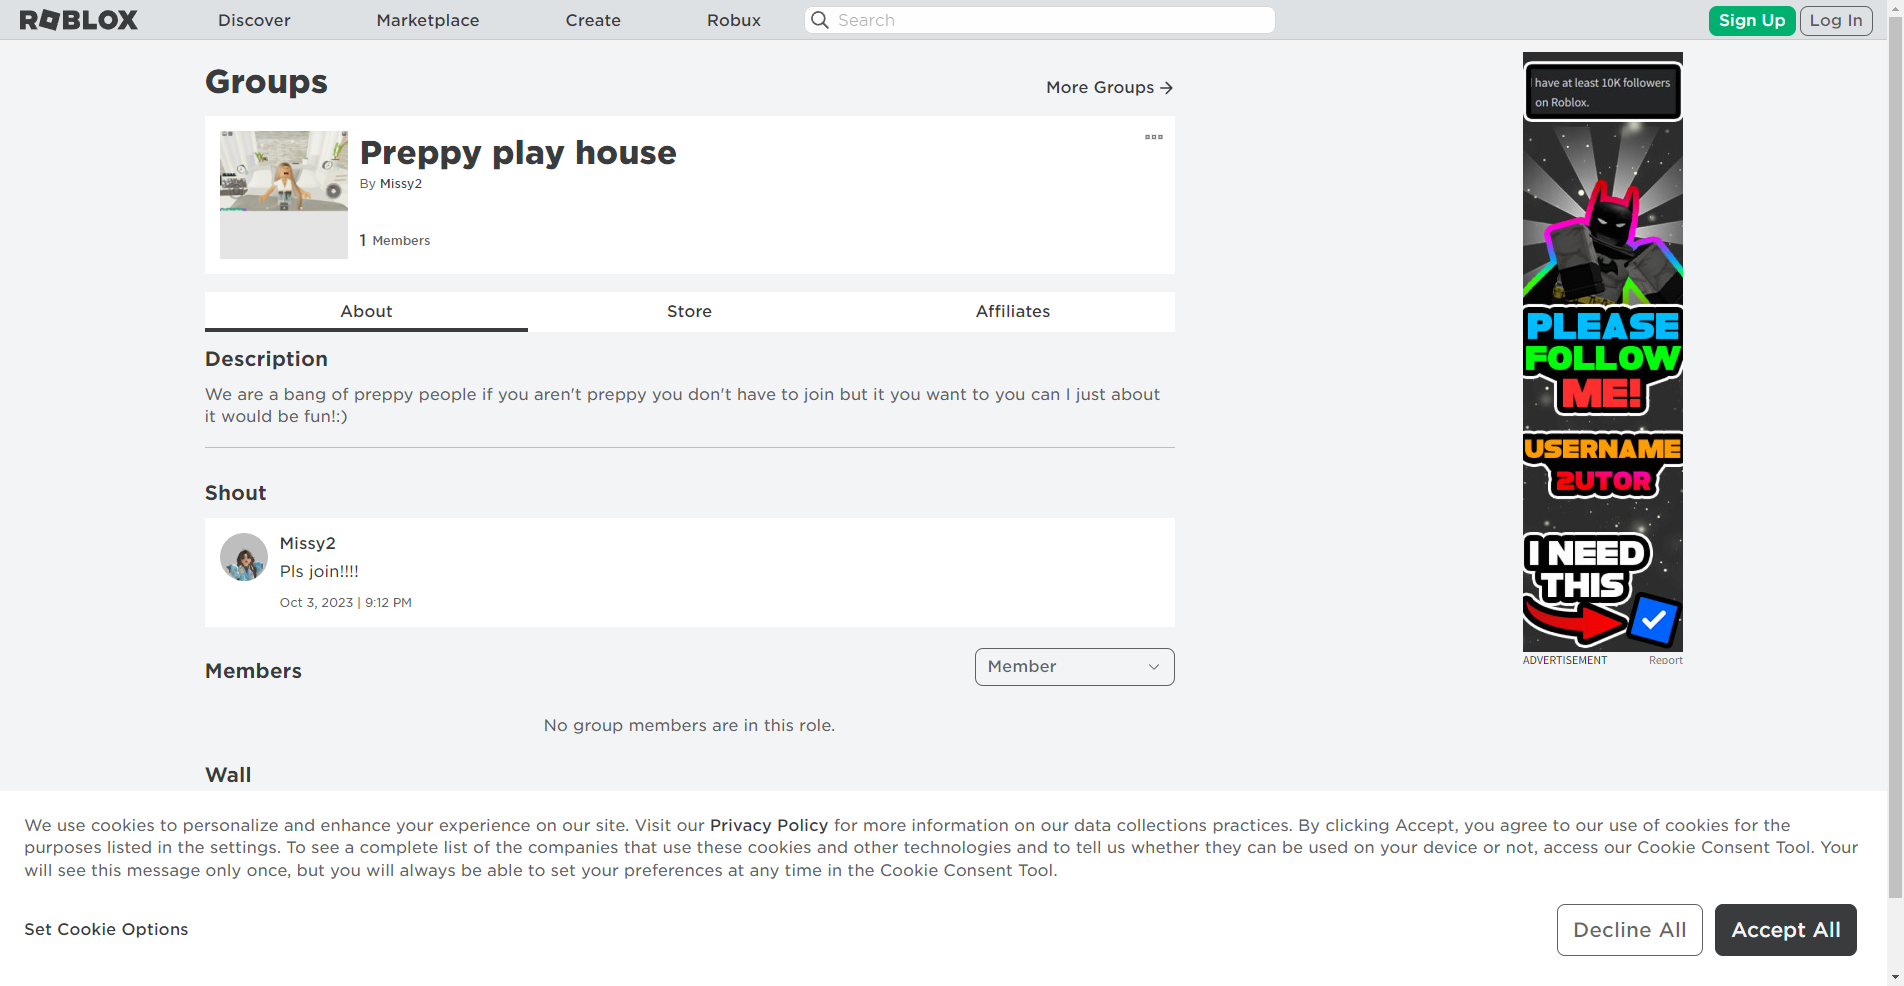 ROBLOX
Discover
Marketplace
Create
Robux
Search
Sign Up
Log In
Groups
More Groups
Preppy play house
By Missy2
1 Members
About
Store
Affiliates
Description
We are a bang of preppy people if you aren't preppy you don't have to join but it you want to you can I just about
it would be fun!:)
Shout
Missy2
Pls join!!!!
Oct 3, 2023 | 9:12 PM
Members
Member
No group members are in this role.
Wall
have at least 10K followers
on Roblox.
PLEASE
FOLLOW
ME!
USERNAME
2UTOR
I NEED
THIS
ADVERTISEMENT
Report
We use cookies to personalize and enhance your experience on our site. Visit our Privacy Policy for more information on our data collections practices. By clicking Accept, you agree to our use of cookies for the
purposes listed in the settings. To see a complete list of the companies that use these cookies and other technologies and to tell us whether they can be used on your device or not, access our Cookie Consent Tool. Your
will see this message only once, but you will always be able to set your preferences at any time in the Cookie Consent Tool.
Set Cookie Options
Decline All
Accept All